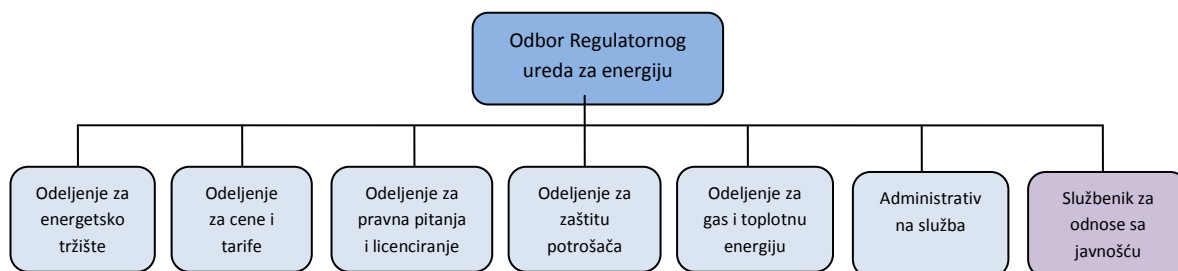 Odbor Regulatornog
ureda za energiju
Odeljenje za
energetsko
tržište
Odeljenje
za cene i
tarife
Odeljenje za
pravna pitanja
i licenciranje
Odeljenje za
zaštitu
potrošača
Odeljenje za
gas i toplotnu
energiju
Administrativ
na služba
Službenik za
odnose sa
javnošću